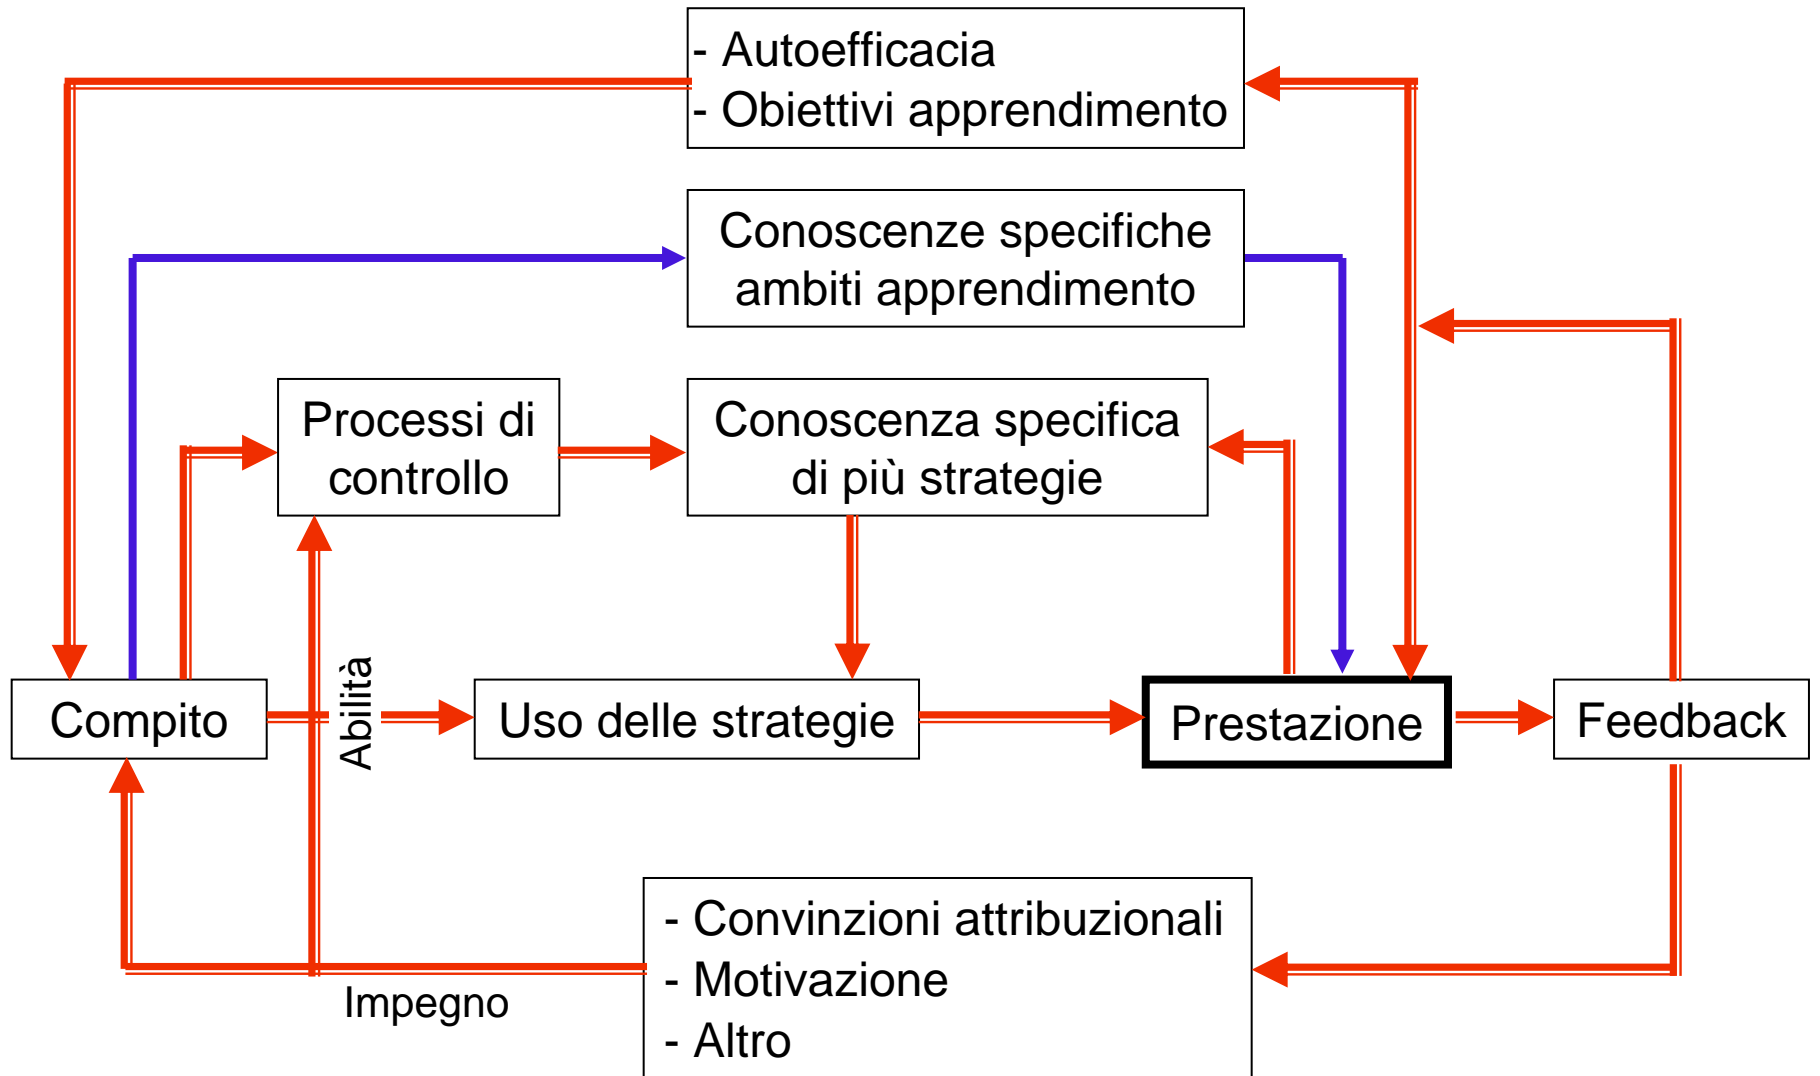 - Autoefficacia
- Obiettivi apprendimento
Conoscenze specifiche
ambiti apprendimento
Processi di
controllo
Conoscenza specifica
di più strategie
Compito
Abilità
Uso delle strategie
Prestazione
Feedback
- Convinzioni attribuzionali
- Motivazione
- Altro
Impegno